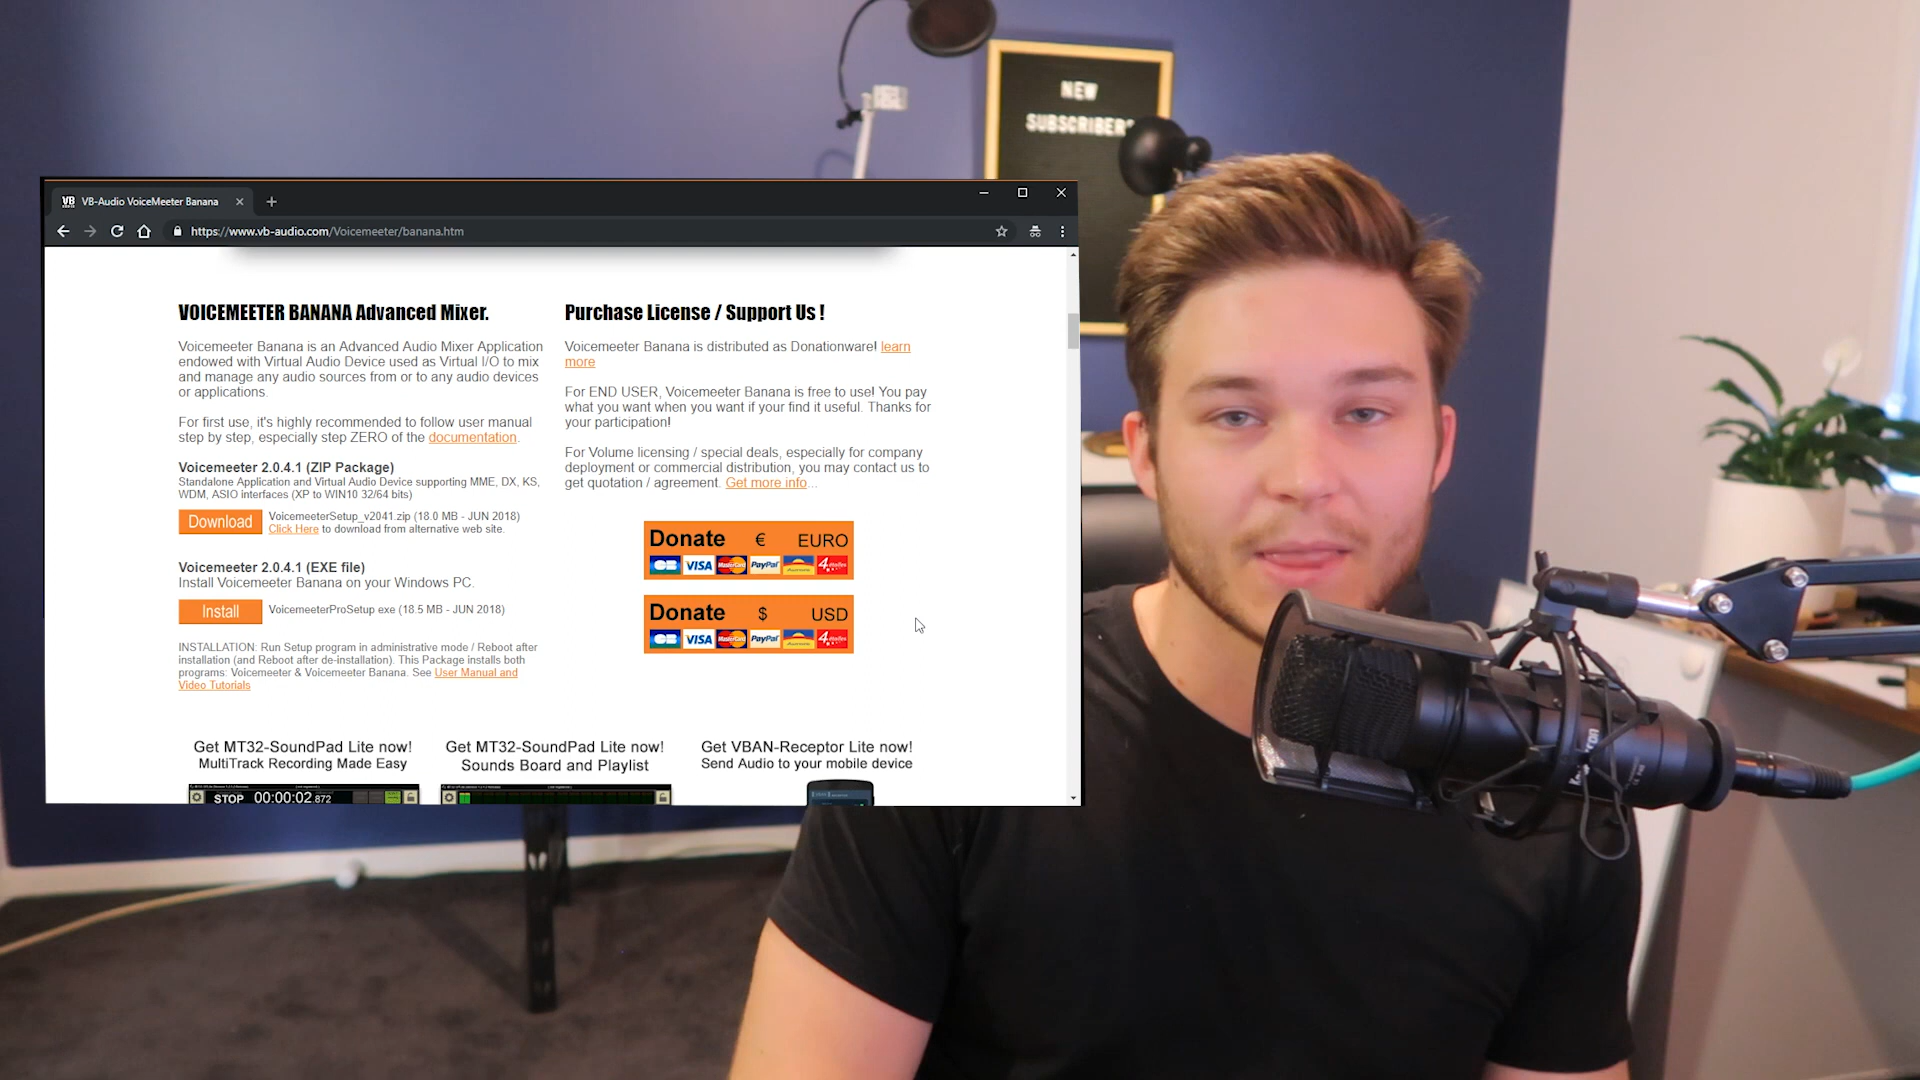 NEW
SUBSCRIBERS
VB-Audio VoiceMeeter Banana
https://www.vb-audio.com/Voicemeeter/banana.htm
VOICEMEETER BANANA Advanced Mixer.
Voicemeeter Banana is an Advanced Audio Mixer Application
endowed with Virtual Audio Device used as Virtual I/O to mix
and manage any audio sources from or to any audio devices
or applications.
For first use, it's highly recommended to follow user manual
step by step, especially step ZERO of the documentation.
Voicemeeter 2.0.4.1 (ZIP Package)
Standalone Application and Virtual Audio Device supporting MME, DX, KS,
WDM, ASIO interfaces (XP to WIN10 32/64 bits)
Download
VoicemeeterSetup_v2041.zip (18.0 MB - JUN 2018)
Click Here to download from alternative web site.
Voicemeeter 2.0.4.1 (EXE file)
Install Voicemeeter Banana on your Windows PC.
Install
VoicemeeterProSetup exe (18.5 MB - JUN 2018)
INSTALLATION: Run Setup program in administrative mode / Reboot after
installation (and Reboot after de-installation). This Package installs both
programs: Voicemeeter & Voicemeeter Banana. See User Manual and
Video Tutorials
Purchase License / Support Us !
Voicemeeter Banana is distributed as Donationware! learn
more
For END USER, Voicemeeter Banana is free to use! You pay
what you want when you want if your find it useful. Thanks for
your participation!
For Volume licensing / special deals, especially for company
deployment or commercial distribution, you may contact us to
get quotation / agreement. Get more info...
Donate € EURO
CB VISA MasterCard PayPal
Donate $ USD
CB VISA MasterCard PayPal
Get MT32-SoundPad Lite now!
MultiTrack Recording Made Easy
STOP 00:00:02.872
Get MT32-SoundPad Lite now!
Sounds Board and Playlist
Get VBAN-Receptor Lite now!
Send Audio to your mobile device